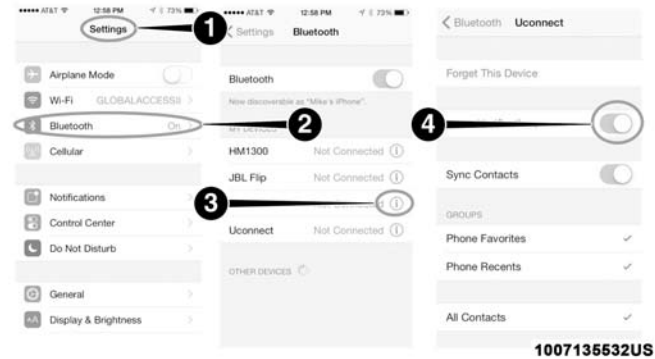 AT&T 12:58 PM 73%
Settings
1
Airplane Mode
Wi-Fi GLOBALACCESSII
Bluetooth On
Cellular
Notifications
Control Center
Do Not Disturb
General
Display & Brightness
AT&T 12:58 PM 73%
Settings Bluetooth
Bluetooth
Now discoverable as "Mike's iPhone".
2
MY DEVICES
HM1300 Not Connected
JBL Flip Not Connected
3
Uconnect Not Connected
OTHER DEVICES
Bluetooth Uconnect
Forget This Device
4
Sync Contacts
GROUPS
Phone Favorites
Phone Recents
All Contacts
1007135532US